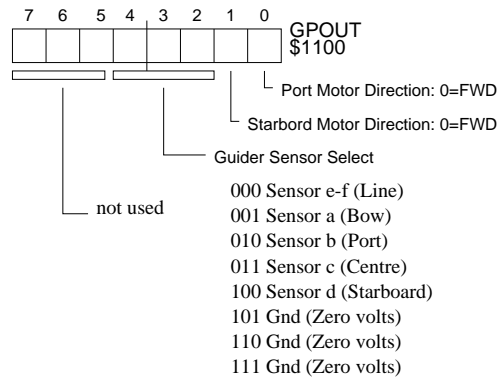 7 6 5 4 3 2 1 0
GPOUT
$1100
Port Motor Direction: 0=FWD
Starbord Motor Direction: 0=FWD
Guider Sensor Select
000 Sensor e-f (Line)
not used
001 Sensor a (Bow)
010 Sensor b (Port)
011 Sensor c (Centre)
100 Sensor d (Starboard)
101 Gnd (Zero volts)
110 Gnd (Zero volts)
111 Gnd (Zero volts)